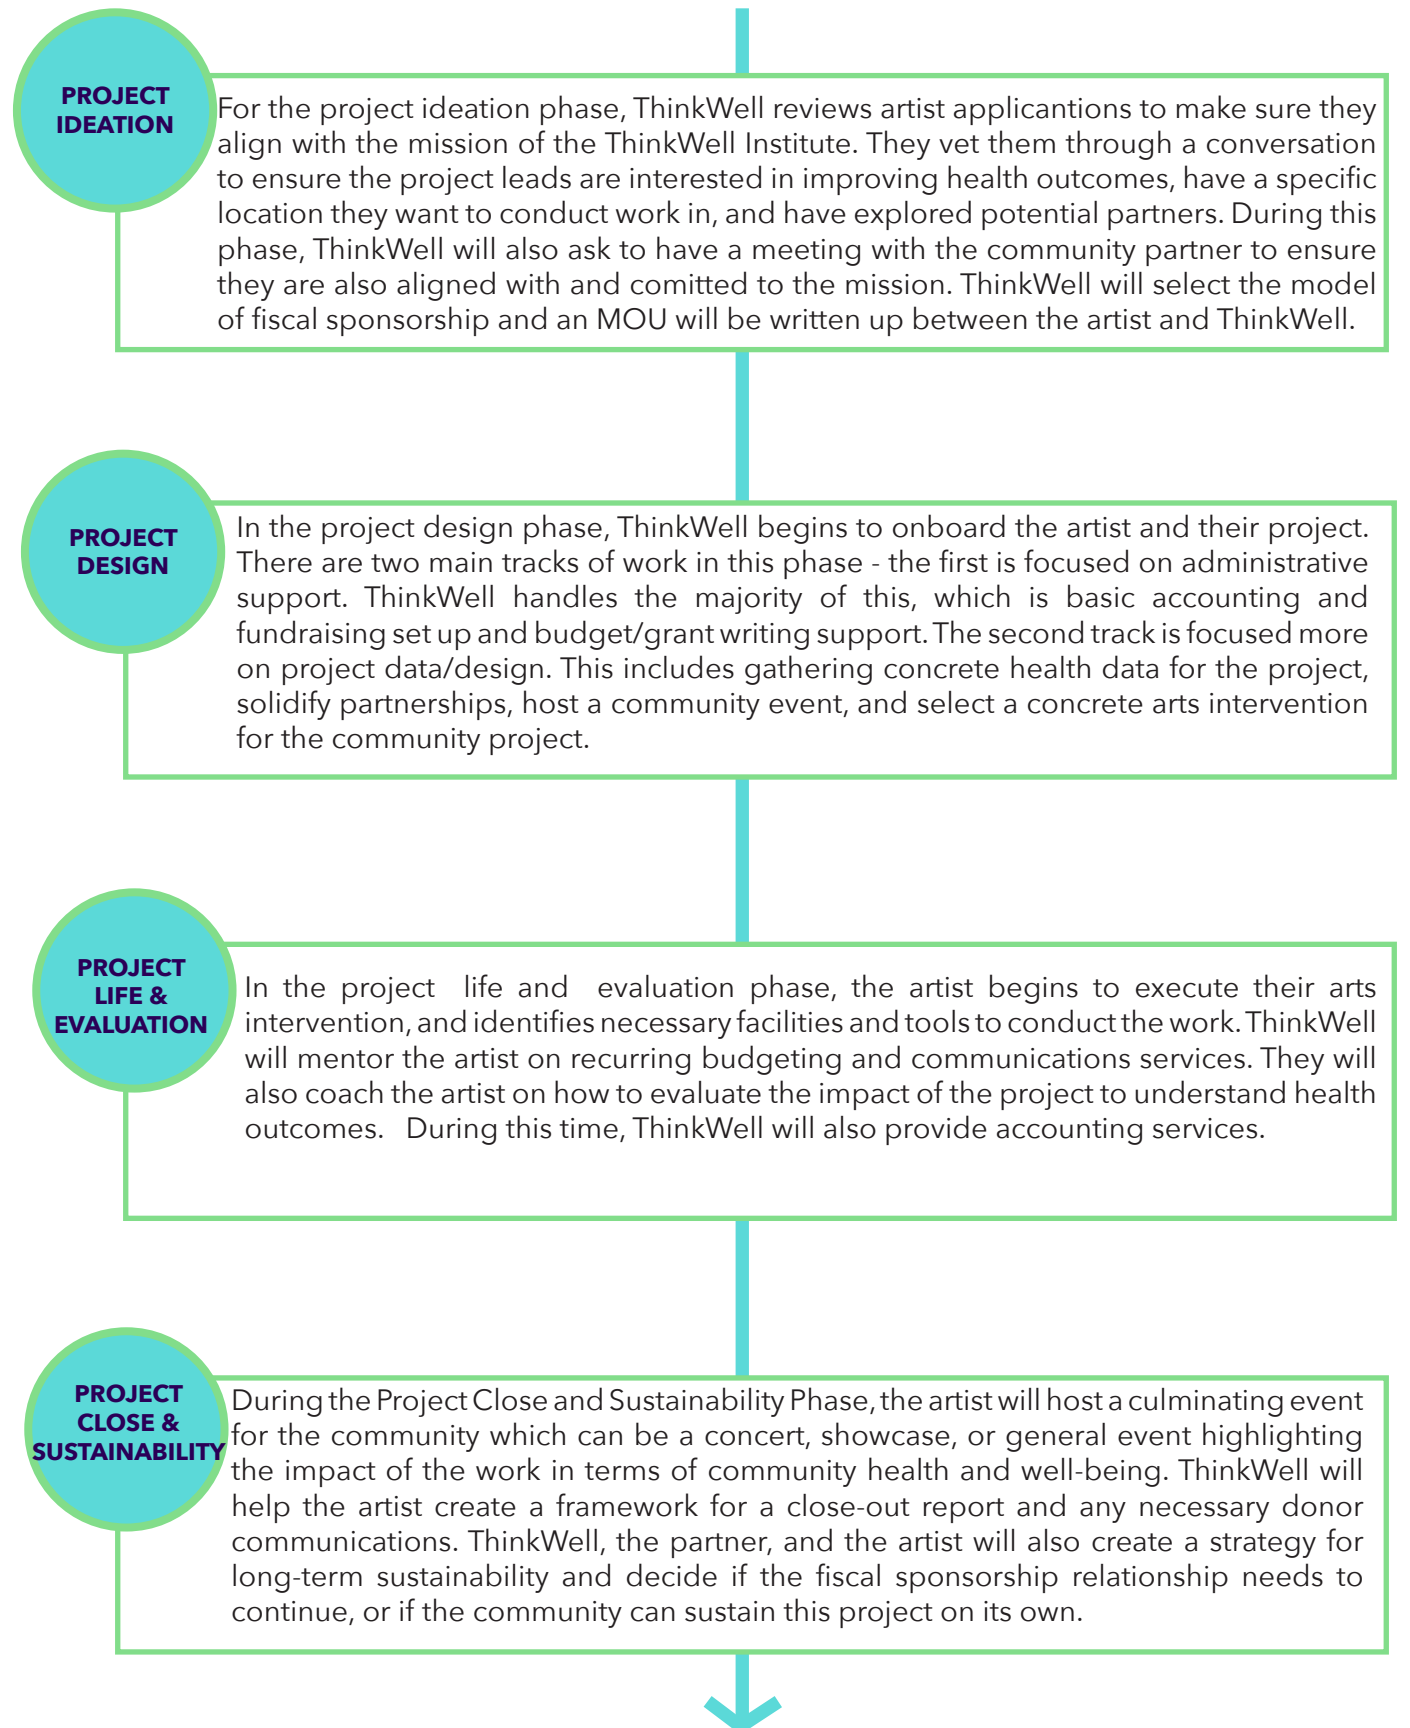 PROJECT
IDEATION
For the project ideation phase, ThinkWell reviews artist applicantions to make sure they
align with the mission of the ThinkWell Institute. They vet them through a conversation
to ensure the project leads are interested in improving health outcomes, have a specific
location they want to conduct work in, and have explored potential partners. During this
phase, ThinkWell will also ask to have a meeting with the community partner to ensure
they are also aligned with and comitted to the mission. ThinkWell will select the model
of fiscal sponsorship and an MOU will be written up between the artist and ThinkWell.
PROJECT
DESIGN
In the project design phase, ThinkWell begins to onboard the artist and their project.
There are two main tracks of work in this phase - the first is focused on administrative
support. ThinkWell handles the majority of this, which is basic accounting and
fundraising set up and budget/grant writing support. The second track is focused more
on project data/design. This includes gathering concrete health data for the project,
solidify partnerships, host a community event, and select a concrete arts intervention
for the community project.
PROJECT
LIFE &
EVALUATION
In the project life and evaluation phase, the artist begins to execute their arts
intervention, and identifies necessary facilities and tools to conduct the work. ThinkWell
will mentor the artist on recurring budgeting and communications services. They will
also coach the artist on how to evaluate the impact of the project to understand health
outcomes. During this time, ThinkWell will also provide accounting services.
PROJECT
CLOSE &
SUSTAINABILITY
During the Project Close and Sustainability Phase, the artist will host a culminating event
for the community which can be a concert, showcase, or general event highlighting
the impact of the work in terms of community health and well-being. ThinkWell will
help the artist create a framework for a close-out report and any necessary donor
communications. ThinkWell, the partner, and the artist will also create a strategy for
long-term sustainability and decide if the fiscal sponsorship relationship needs to
continue, or if the community can sustain this project on its own.